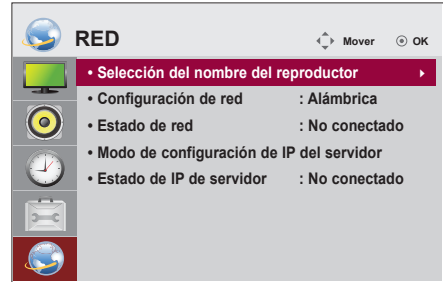 RED
Mover OK
• Selección del nombre del reproductor
• Configuración de red : Alámbrica
• Estado de red : No conectado
• Modo de configuración de IP del servidor
• Estado de IP de servidor : No conectado